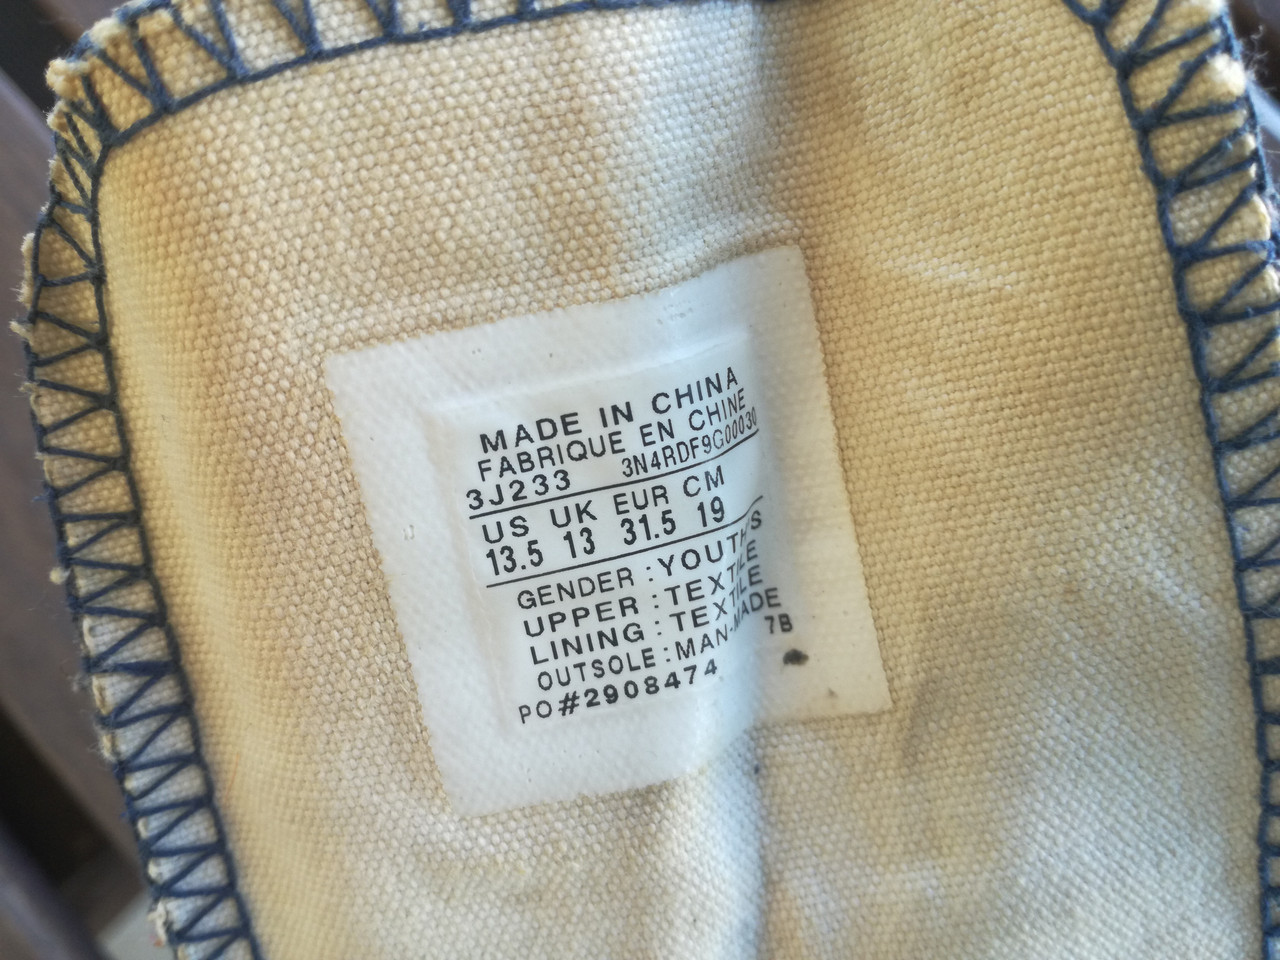 MADE IN CHINA
FABRIQUE EN CHINE
3J233 3N4RDF9G00030
US UK EUR CM
13.5 13 31.5 19
GENDER : YOUTH'S
UPPER : TEXTILE
LINING : TEXTILE
OUTSOLE : MAN-MADE
PO#2908474 7B